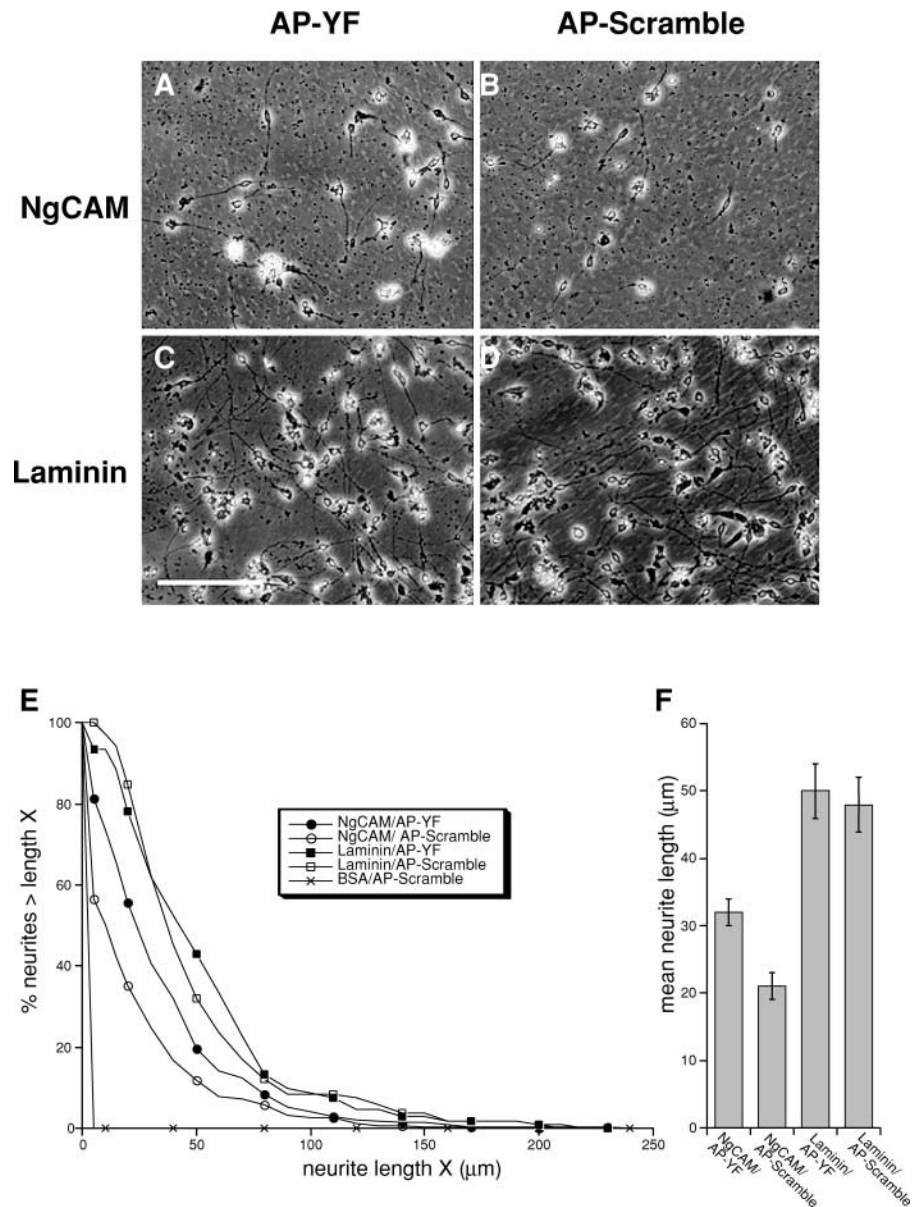 AP-YF
AP-Scramble
NgCAM
A
B
Laminin
C
D
E
% neurites > length X
100
80
60
40
20
0
0
50
100
150
200
250
neurite length X (μm)
NgCAM/AP-YF
NgCAM/ AP-Scramble
Laminin/AP-YF
Laminin/AP-Scramble
BSA/AP-Scramble
F
mean neurite length (μm)
60
50
40
30
20
10
0
NgCAM/
AP-YF
NgCAM/
AP-Scramble
Laminin/
AP-YF
Laminin/
AP-Scramble